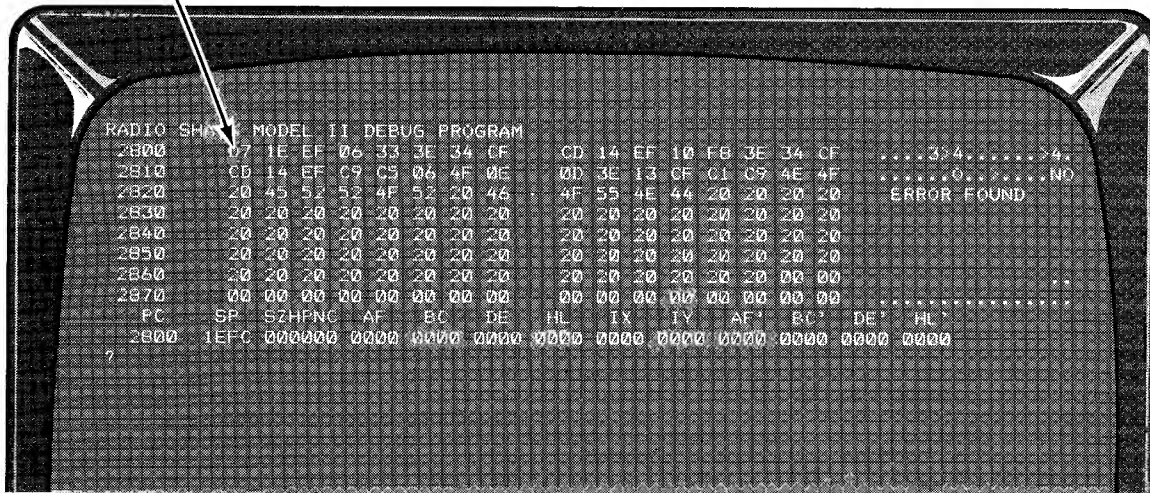 RADIO SHACK MODEL II DEBUG PROGRAM
2800 D7 1E EF 06 33 3E 34 CF CD 14 EF 10 F8 3E 34 CF ....3>4......>4.
2810 CD 14 EF C9 C5 06 4F 0E 0D 3E 13 CF C1 C9 4E 4F ......O..>....NO
2820 20 45 52 52 4F 52 20 46 4F 55 4E 44 20 20 20 20 ERROR FOUND
2830 20 20 20 20 20 20 20 20 20 20 20 20 20 20 20 20
2840 20 20 20 20 20 20 20 20 20 20 20 20 20 20 20 20
2850 20 20 20 20 20 20 20 20 20 20 20 20 20 20 20 20
2860 20 20 20 20 20 20 20 20 20 20 20 20 20 20 00 00 ..
2870 00 00 00 00 00 00 00 00 00 00 00 00 00 00 00 00 ................
PC SP SZHPNC AF BC DE HL IX IY AF' BC' DE' HL'
2800 1EFC 000000 0000 0000 0000 0000 0000 0000 0000 0000 0000 0000
?